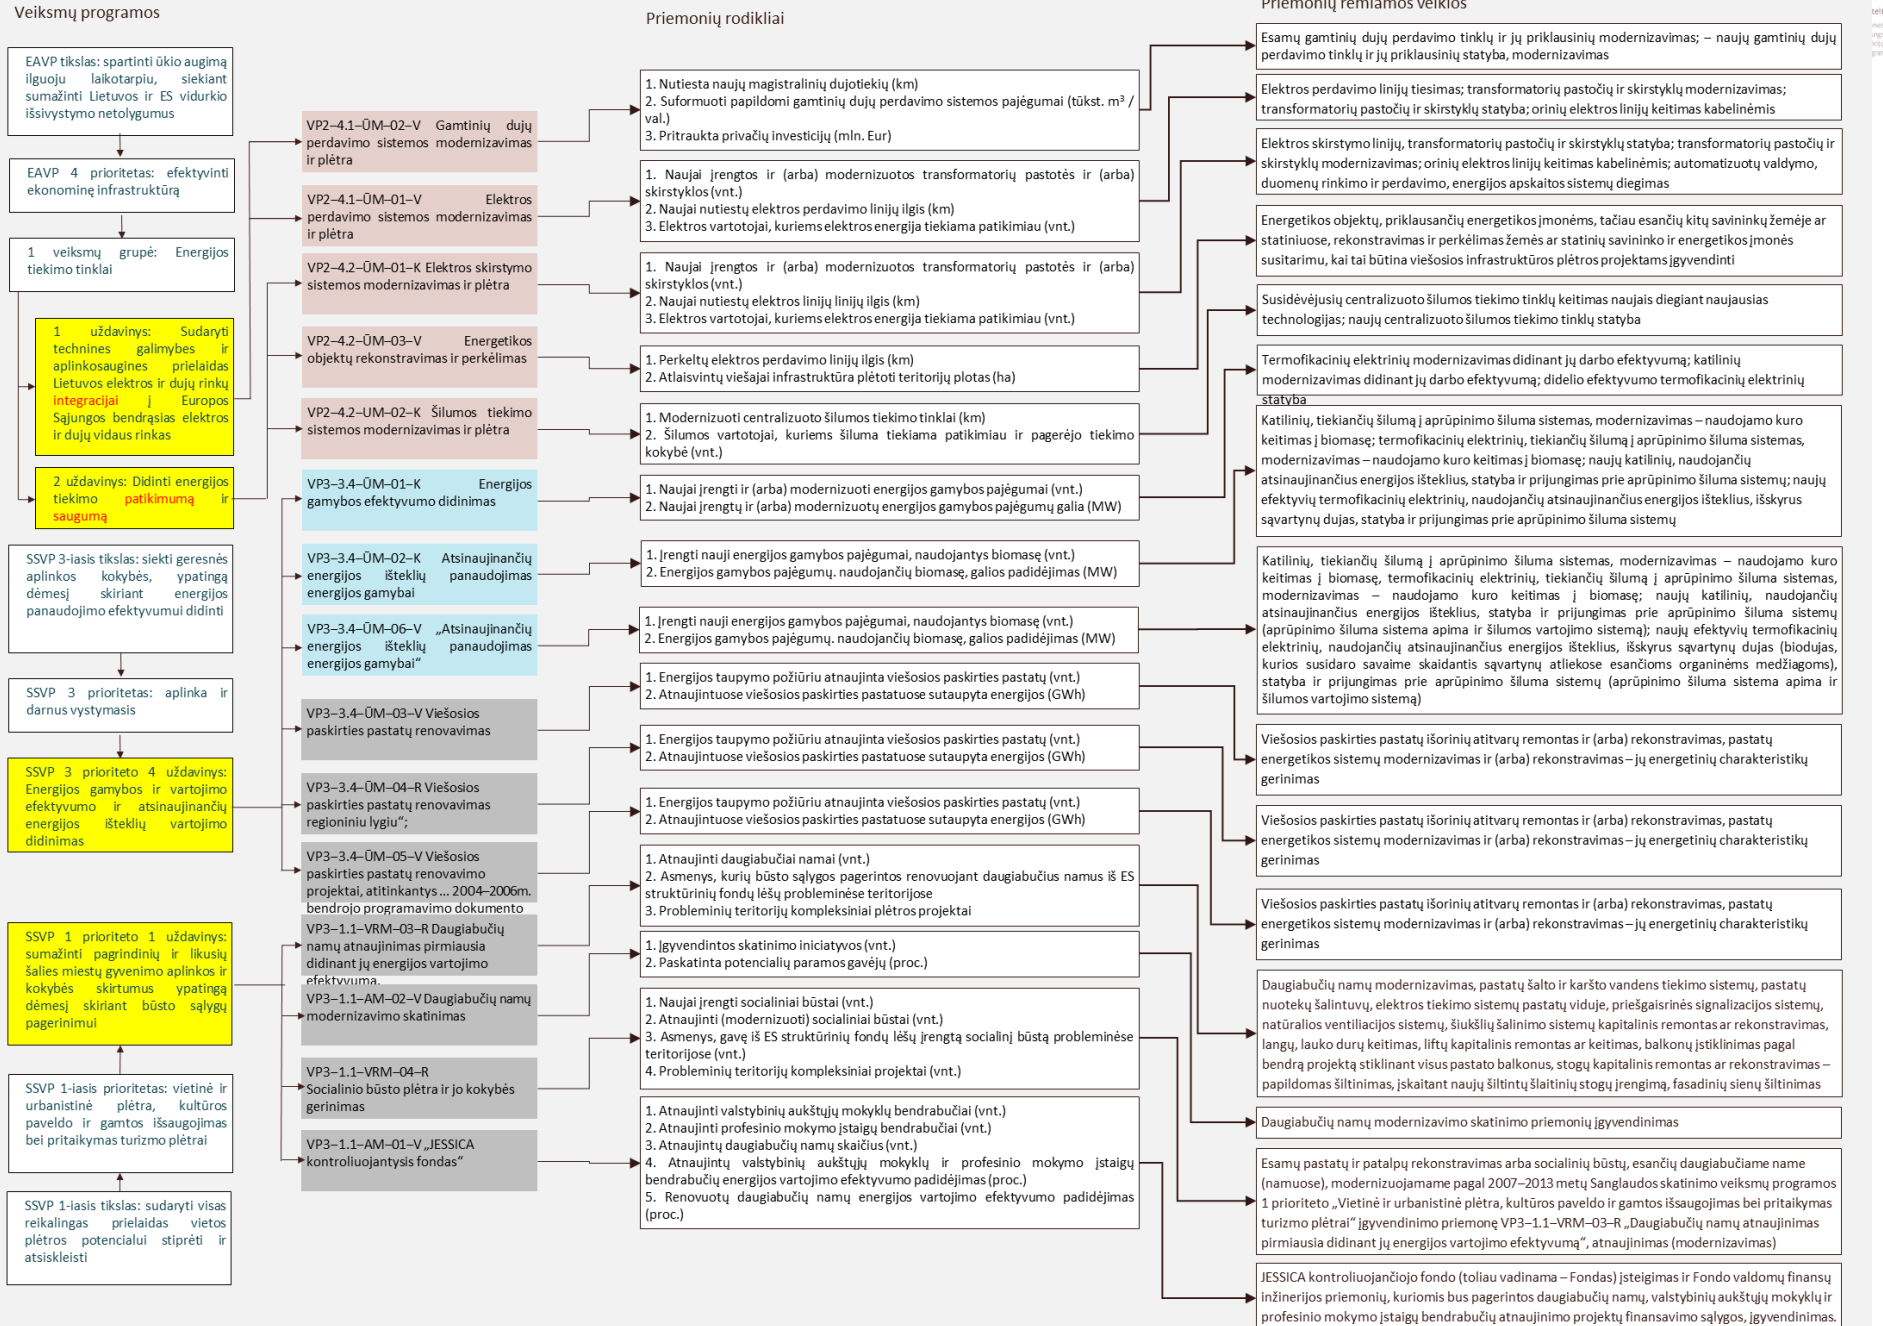 Veiksmų programos
EAVP tikslas: spartinti ūkio augimą
ilguoju laikotarpiu, siekiant
sumažinti Lietuvos ir ES vidurkio
išsivystymo netolygumus
EAVP 4 prioritetas: efektyvinti
ekonominę infrastruktūrą
1 veiksmų grupė: Energijos
tiekimo tinklai
1 uždavinys: Sudaryti
technines galimybes ir
aplinkosaugines prielaidas
Lietuvos elektros ir dujų rinkų
integracijai į Europos
Sąjungos bendrąsias elektros
ir dujų vidaus rinkas
2 uždavinys: Didinti energijos
tiekimo patikimumą ir
saugumą
SSVP 3-iasis tikslas: siekti geresnės
aplinkos kokybės, ypatingą
dėmesį skiriant energijos
panaudojimo efektyvumui didinti
SSVP 3 prioritetas: aplinka ir
darnus vystymasis
SSVP 3 prioriteto 4 uždavinys:
Energijos gamybos ir vartojimo
efektyvumo ir atsinaujinančių
energijos išteklių vartojimo
didinimas
SSVP 1 prioriteto 1 uždavinys:
sumažinti pagrindinių ir likusių
šalies miestų gyvenimo aplinkos ir
kokybės skirtumus ypatingą
dėmesį skiriant būsto sąlygų
pagerinimui
SSVP 1-iasis prioritetas: vietinė ir
urbanistinė plėtra, kultūros
paveldo ir gamtos išsaugojimas
bei pritaikymas turizmo plėtrai
SSVP 1-iasis tikslas: sudaryti visas
reikalingas prielaidas vietos
plėtros potencialui stiprėti ir
atsiskleisti
VP2–4.1–ŪM–02–V Gamtinių dujų
perdavimo sistemos modernizavimas
ir plėtra
VP2–4.1–ŪM–01–V Elektros
perdavimo sistemos modernizavimas
ir plėtra
VP2–4.2–ŪM–01–K Elektros skirstymo
sistemos modernizavimas ir plėtra
VP2–4.2–ŪM–03–V Energetikos
objektų rekonstravimas ir perkėlimas
VP2–4.2–UM–02–K Šilumos tiekimo
sistemos modernizavimas ir plėtra
VP3–3.4–ŪM–01–K Energijos
gamybos efektyvumo didinimas
VP3–3.4–ŪM–02–K Atsinaujinančių
energijos išteklių panaudojimas
energijos gamybai
VP3–3.4–ŪM–06–V „Atsinaujinančių
energijos išteklių panaudojimas
energijos gamybai“
VP3–3.4–ŪM–03–V Viešosios
paskirties pastatų renovavimas
VP3–3.4–ŪM–04–R Viešosios
paskirties pastatų renovavimas
regioniniu lygiu“;
VP3–3.4–ŪM–05–V Viešosios
paskirties pastatų renovavimo
projektai, atitinkantys ... 2004–2006m.
bendrojo programavimo dokumento
VP3–1.1–VRM–03–R Daugiabučių
namų atnaujinimas pirmiausia
didinant jų energijos vartojimo
efektyvumą.
VP3–1.1–AM–02–V Daugiabučių namų
modernizavimo skatinimas
VP3–1.1–VRM–04–R
Socialinio būsto plėtra ir jo kokybės
gerinimas
VP3–1.1–AM–01–V „JESSICA
kontroliuojantysis fondas“
Priemonių rodikliai
1. Nutiesta naujų magistralinių dujotiekių (km)
2. Suformuoti papildomi gamtinių dujų perdavimo sistemos pajėgumai (tūkst. m³ /
val.)
3. Pritraukta privačių investicijų (mln. Eur)
1. Naujai įrengtos ir (arba) modernizuotos transformatorių pastotės ir (arba)
skirstyklos (vnt.)
2. Naujai nutiestų elektros perdavimo linijų ilgis (km)
3. Elektros vartotojai, kuriems elektros energija tiekiama patikimiau (vnt.)
1. Naujai įrengtos ir (arba) modernizuotos transformatorių pastotės ir (arba)
skirstyklos (vnt.)
2. Naujai nutiestų elektros linijų linijų ilgis (km)
3. Elektros vartotojai, kuriems elektros energija tiekiama patikimiau (vnt.)
1. Perkeltų elektros perdavimo linijų ilgis (km)
2. Atlaisvintų viešajai infrastruktūra plėtoti teritorijų plotas (ha)
1. Modernizuoti centralizuoto šilumos tiekimo tinklai (km)
2. Šilumos vartotojai, kuriems šiluma tiekiama patikimiau ir pagerėjo tiekimo
kokybė (vnt.)
1. Naujai įrengti ir (arba) modernizuoti energijos gamybos pajėgumai (vnt.)
2. Naujai įrengtų ir (arba) modernizuotų energijos gamybos pajėgumų galia (MW)
1. Įrengti nauji energijos gamybos pajėgumai, naudojantys biomasę (vnt.)
2. Energijos gamybos pajėgumų. naudojančių biomasę, galios padidėjimas (MW)
1. Įrengti nauji energijos gamybos pajėgumai, naudojantys biomasę (vnt.)
2. Energijos gamybos pajėgumų. naudojančių biomasę, galios padidėjimas (MW)
1. Energijos taupymo požiūriu atnaujinta viešosios paskirties pastatų (vnt.)
2. Atnaujintuose viešosios paskirties pastatuose sutaupyta energijos (GWh)
1. Energijos taupymo požiūriu atnaujinta viešosios paskirties pastatų (vnt.)
2. Atnaujintuose viešosios paskirties pastatuose sutaupyta energijos (GWh)
1. Energijos taupymo požiūriu atnaujinta viešosios paskirties pastatų (vnt.)
2. Atnaujintuose viešosios paskirties pastatuose sutaupyta energijos (GWh)
1. Atnaujinti daugiabučiai namai (vnt.)
2. Asmenys, kurių būsto sąlygos pagerintos renovuojant daugiabučius namus iš ES
struktūrinių fondų lėšų probleminėse teritorijose
3. Probleminių teritorijų kompleksiniai plėtros projektai
1. Įgyvendintos skatinimo iniciatyvos (vnt.)
2. Paskatinta potencialių paramos gavėjų (proc.)
1. Naujai įrengti socialiniai būstai (vnt.)
2. Atnaujinti (modernizuoti) socialiniai būstai (vnt.)
3. Asmenys, gavę iš ES struktūrinių fondų lėšų įrengtą socialinį būstą probleminėse
teritorijose (vnt.)
4. Probleminių teritorijų kompleksiniai projektai (vnt.)
1. Atnaujinti valstybinių aukštųjų mokyklų bendrabučiai (vnt.)
2. Atnaujinti profesinio mokymo įstaigų bendrabučiai (vnt.)
3. Atnaujintų daugiabučių namų skaičius (vnt.)
4. Atnaujintų valstybinių aukštųjų mokyklų ir profesinio mokymo įstaigų
bendrabučių energijos vartojimo efektyvumo padidėjimas (proc.)
5. Renovuotų daugiabučių namų energijos vartojimo efektyvumo padidėjimas
(proc.)
Priemonių remiamos veiklos
Esamų gamtinių dujų perdavimo tinklų ir jų priklausinių modernizavimas; – naujų gamtinių dujų
perdavimo tinklų ir jų priklausinių statyba, modernizavimas
Elektros perdavimo linijų tiesimas; transformatorių pastočių ir skirstyklų modernizavimas;
transformatorių pastočių ir skirstyklų statyba; orinių elektros linijų keitimas kabelinėmis
Elektros skirstymo linijų, transformatorių pastočių ir skirstyklų statyba; transformatorių pastočių ir
skirstyklų modernizavimas; orinių elektros linijų keitimas kabelinėmis; automatizuotų valdymo,
duomenų rinkimo ir perdavimo, energijos apskaitos sistemų diegimas
Energetikos objektų, priklausančių energetikos įmonėms, tačiau esančių kitų savininkų žemėje ar
statiniuose, rekonstravimas ir perkėlimas žemės ar statinių savininko ir energetikos įmonės
susitarimu, kai tai būtina viešosios infrastruktūros plėtros projektams įgyvendinti
Susidėvėjusių centralizuoto šilumos tiekimo tinklų keitimas naujais diegiant naujausias
technologijas; naujų centralizuoto šilumos tiekimo tinklų statyba
Termofikacinių elektrinių modernizavimas didinant jų darbo efektyvumą; katilinių
modernizavimas didinant jų darbo efektyvumą; didelio efektyvumo termofikacinių elektrinių
statyba
Katilinių, tiekiančių šilumą į aprūpinimo šiluma sistemas, modernizavimas – naudojamo kuro
keitimas į biomasę; termofikacinių elektrinių, tiekiančių šilumą į aprūpinimo šiluma sistemas,
modernizavimas – naudojamo kuro keitimas į biomasę; naujų katilinių, naudojančių
atsinaujinančius energijos išteklius, statyba ir prijungimas prie aprūpinimo šiluma sistemų; naujų
efektyvių termofikacinių elektrinių, naudojančių atsinaujinančius energijos išteklius, išskyrus
sąvartynų dujas, statyba ir prijungimas prie aprūpinimo šiluma sistemų
Katilinių, tiekiančių šilumą į aprūpinimo šiluma sistemas, modernizavimas – naudojamo kuro
keitimas į biomasę, termofikacinių elektrinių, tiekiančių šilumą į aprūpinimo šiluma sistemas,
modernizavimas – naudojamo kuro keitimas į biomasę; naujų katilinių, naudojančių
atsinaujinančius energijos išteklius, statyba ir prijungimas prie aprūpinimo šiluma sistemų
(aprūpinimo šiluma sistema apima ir šilumos vartojimo sistemą); naujų efektyvių termofikacinių
elektrinių, naudojančių atsinaujinančius energijos išteklius, išskyrus sąvartynų dujas (biodujas,
kurios susidaro savaime skaidantis sąvartynų atliekose esančioms organinėms medžiagoms),
statyba ir prijungimas prie aprūpinimo šiluma sistemų (aprūpinimo šiluma sistema apima ir
šilumos vartojimo sistemą)
Viešosios paskirties pastatų išorinių atitvarų remontas ir (arba) rekonstravimas, pastatų
energetikos sistemų modernizavimas ir (arba) rekonstravimas – jų energetinių charakteristikų
gerinimas
Viešosios paskirties pastatų išorinių atitvarų remontas ir (arba) rekonstravimas, pastatų
energetikos sistemų modernizavimas ir (arba) rekonstravimas – jų energetinių charakteristikų
gerinimas
Viešosios paskirties pastatų išorinių atitvarų remontas ir (arba) rekonstravimas, pastatų
energetikos sistemų modernizavimas ir (arba) rekonstravimas – jų energetinių charakteristikų
gerinimas
Daugiabučių namų modernizavimas, pastatų šalto ir karšto vandens tiekimo sistemų, pastatų
nuotekų šalintuvų, elektros tiekimo sistemų pastatų viduje, priešgaisrinės signalizacijos sistemų,
natūralios ventiliacijos sistemų, šiukšlių šalinimo sistemų kapitalinis remontas ar rekonstravimas,
langų, lauko durų keitimas, liftų kapitalinis remontas ar keitimas, balkonų įstiklinimas pagal
bendrą projektą stiklinant visus pastato balkonus, stogų kapitalinis remontas ar rekonstravimas –
papildomas šiltinimas, įskaitant naujų šiltintų šlaitinių stogų įrengimą, fasadinių sienų šiltinimas
Daugiabučių namų modernizavimo skatinimo priemonių įgyvendinimas
Esamų pastatų ir patalpų rekonstravimas arba socialinių būstų, esančių daugiabučiame name
(namuose), modernizuojamame pagal 2007–2013 metų Sanglaudos skatinimo veiksmų programos
1 prioriteto „Vietinė ir urbanistinė plėtra, kultūros paveldo ir gamtos išsaugojimas bei pritaikymas
turizmo plėtrai“ įgyvendinimo priemonę VP3–1.1–VRM–03–R „Daugiabučių namų atnaujinimas
pirmiausia didinant jų energijos vartojimo efektyvumą“, atnaujinimas (modernizavimas)
JESSICA kontroliuojančiojo fondo (toliau vadinama – Fondas) įsteigimas ir Fondo valdomų finansų
inžinerijos priemonių, kuriomis bus pagerintos daugiabučių namų, valstybinių aukštųjų mokyklų ir
profesinio mokymo įstaigų bendrabučių atnaujinimo projektų finansavimo sąlygos, įgyvendinimas.